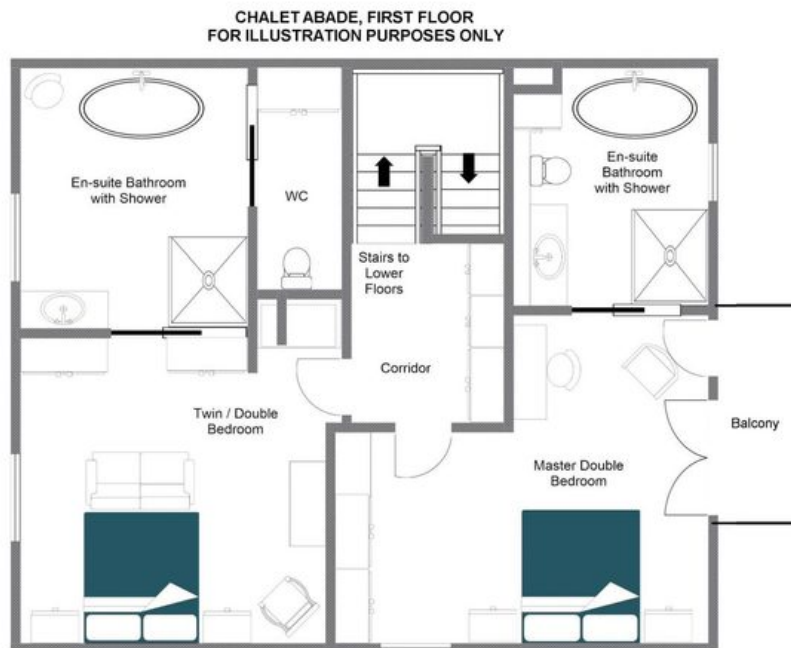 CHALET ABADE, FIRST FLOOR
FOR ILLUSTRATION PURPOSES ONLY
En-suite Bathroom
with Shower
WC
Stairs to
Lower
Floors
En-suite
Bathroom
with Shower
Corridor
Twin / Double
Bedroom
Master Double
Bedroom
Balcony